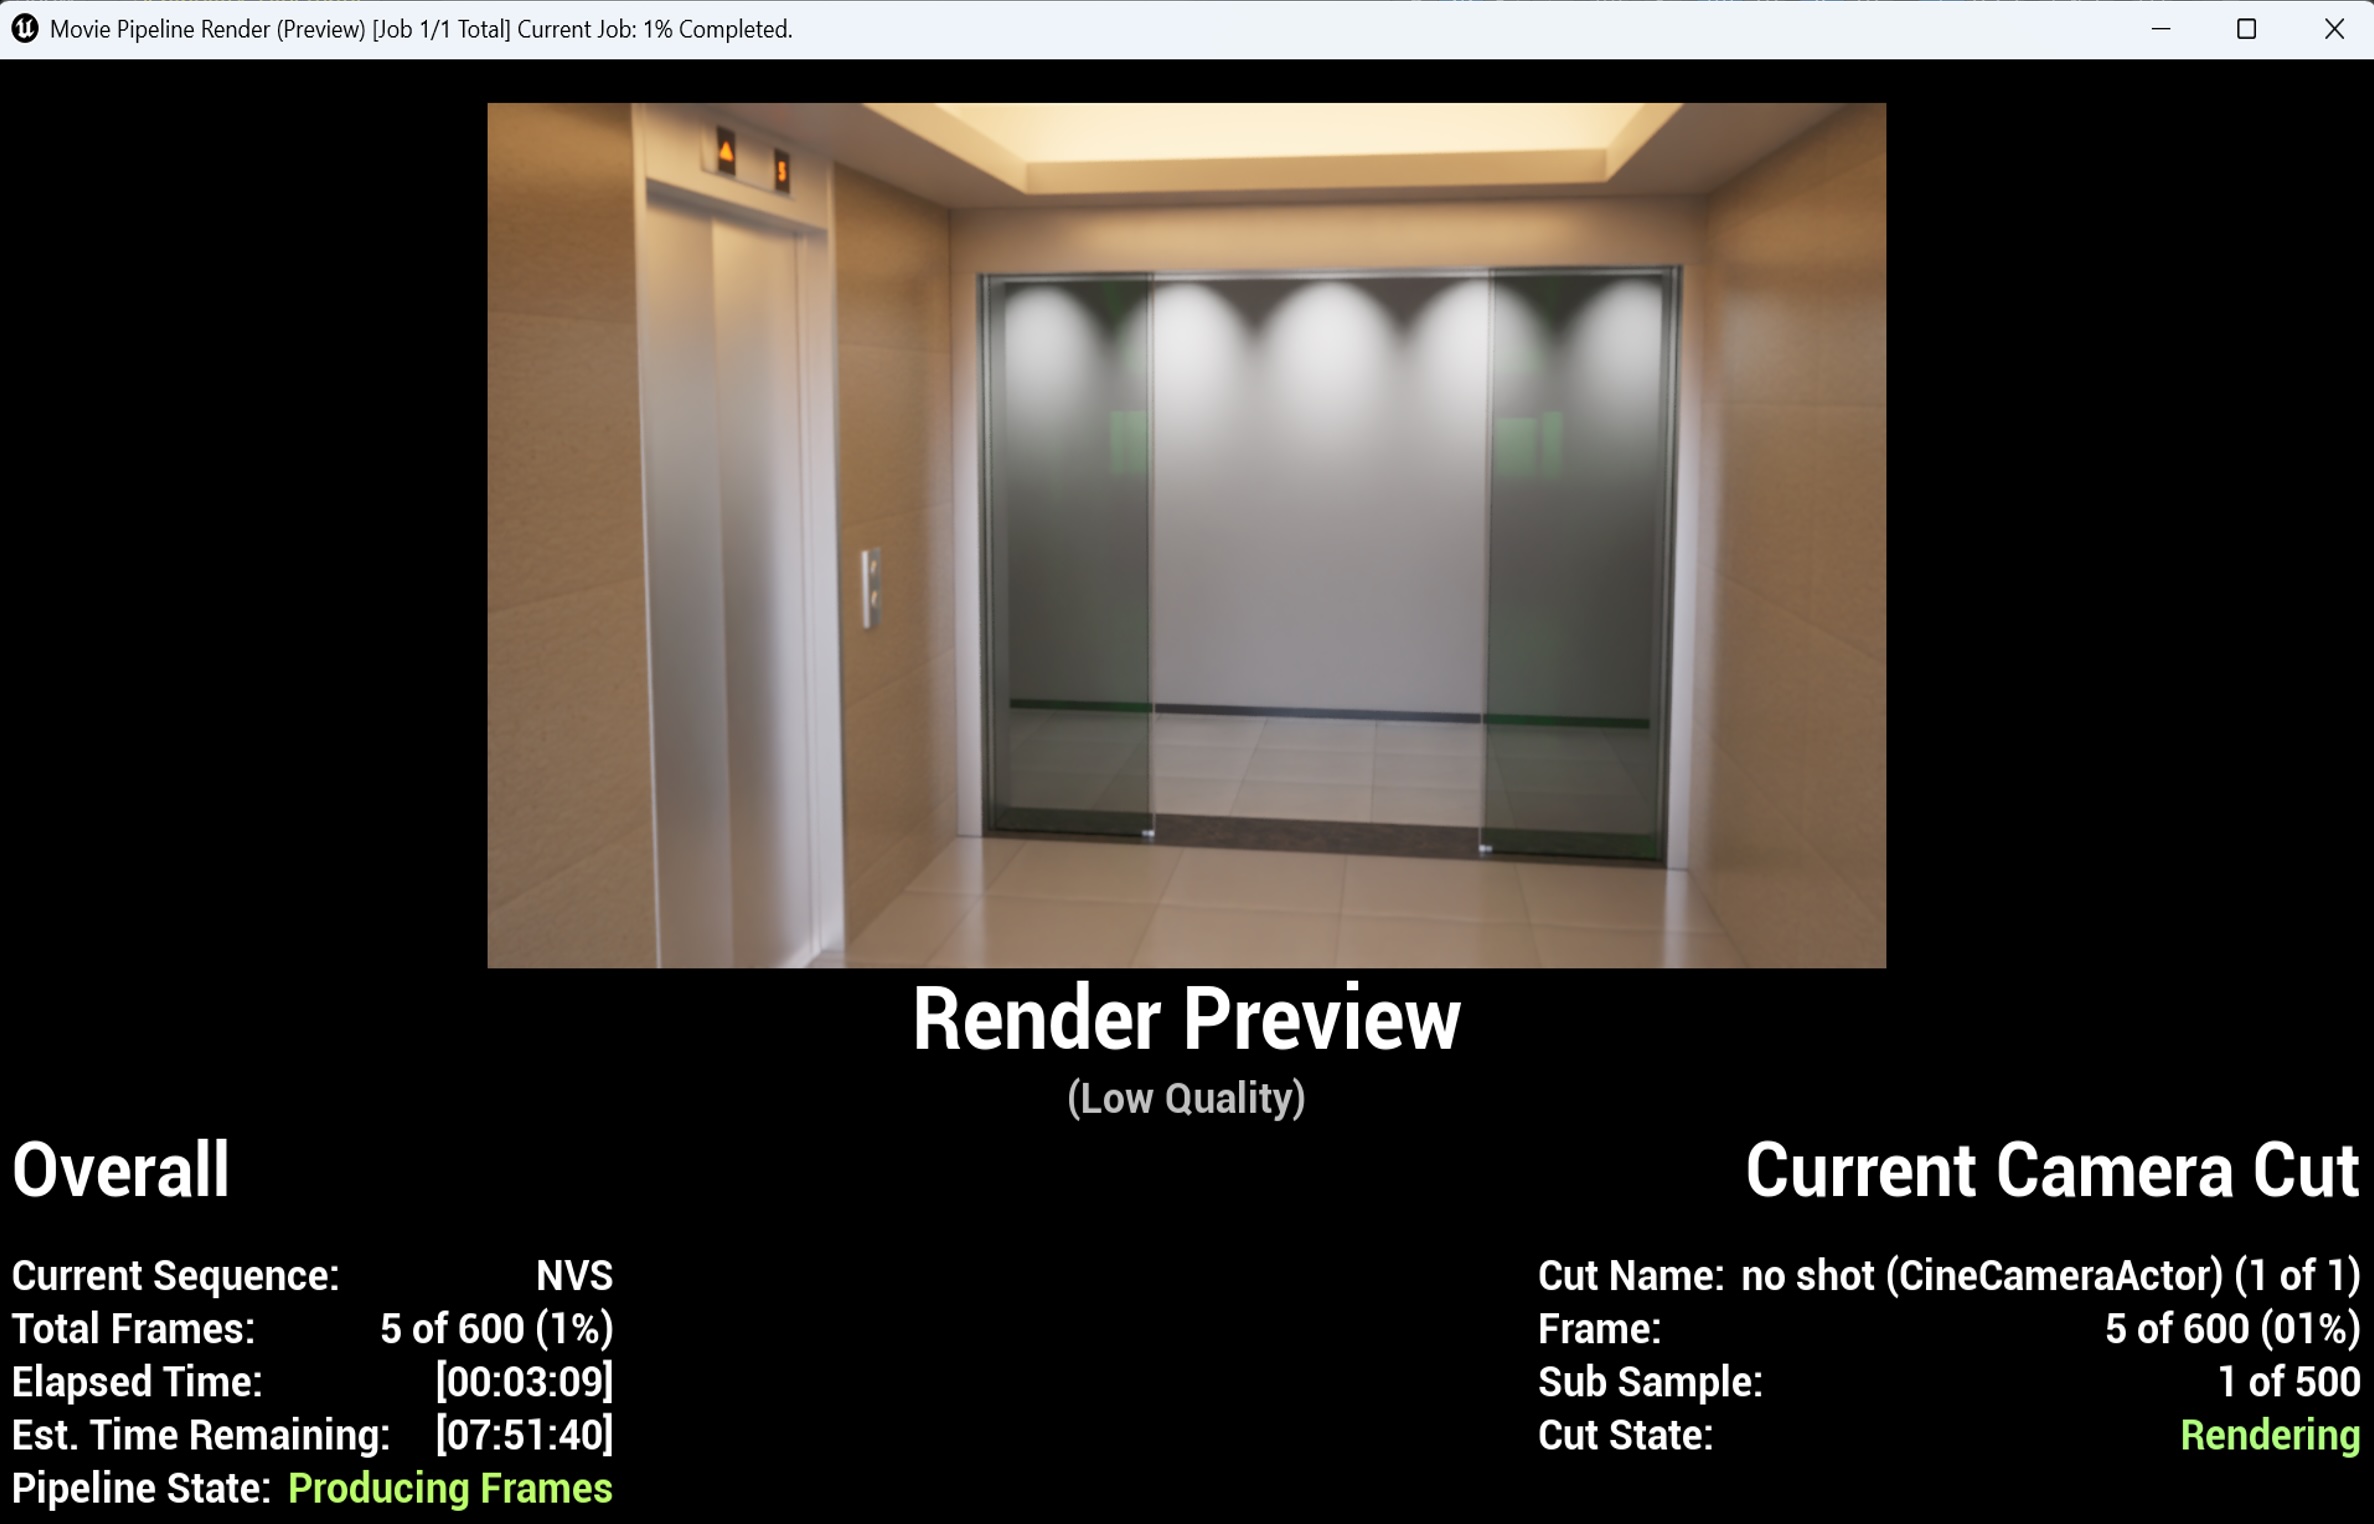 Movie Pipeline Render (Preview) [Job 1/1 Total] Current Job: 1% Completed.
5
Render Preview
(Low Quality)
Overall
Current Sequence: NVS
Total Frames: 5 of 600 (1%)
Elapsed Time: [00:03:09]
Est. Time Remaining: [07:51:40]
Pipeline State: Producing Frames
Current Camera Cut
Cut Name: no shot (CineCameraActor) (1 of 1)
Frame: 5 of 600 (01%)
Sub Sample: 1 of 500
Cut State: Rendering